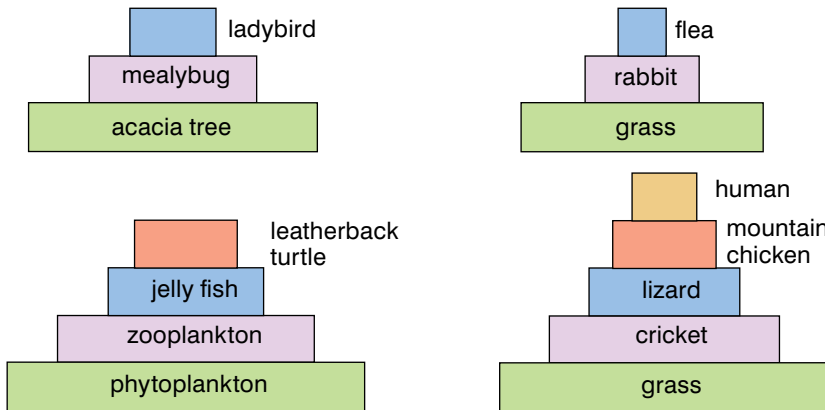 ladybird
mealybug
acacia tree
flea
rabbit
grass
leatherback
turtle
jelly fish
zooplankton
phytoplankton
human
mountain
chicken
lizard
cricket
grass